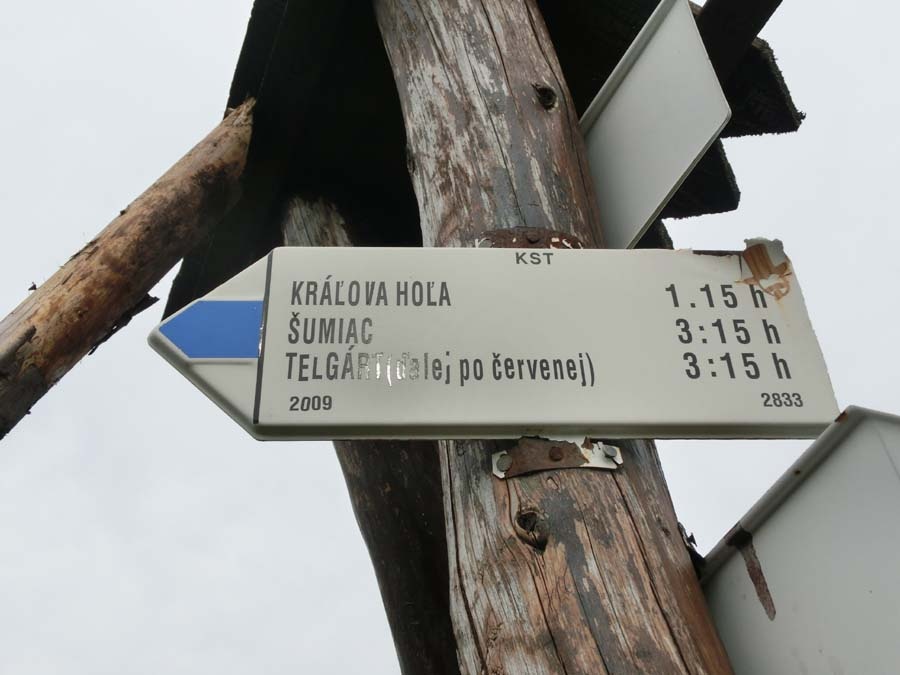 KST
KRÁĽOVA HOĽA 1.15 h
ŠUMIAC 3:15 h
TELGÁRT(ďalej po červenej) 3:15 h
2009 2833